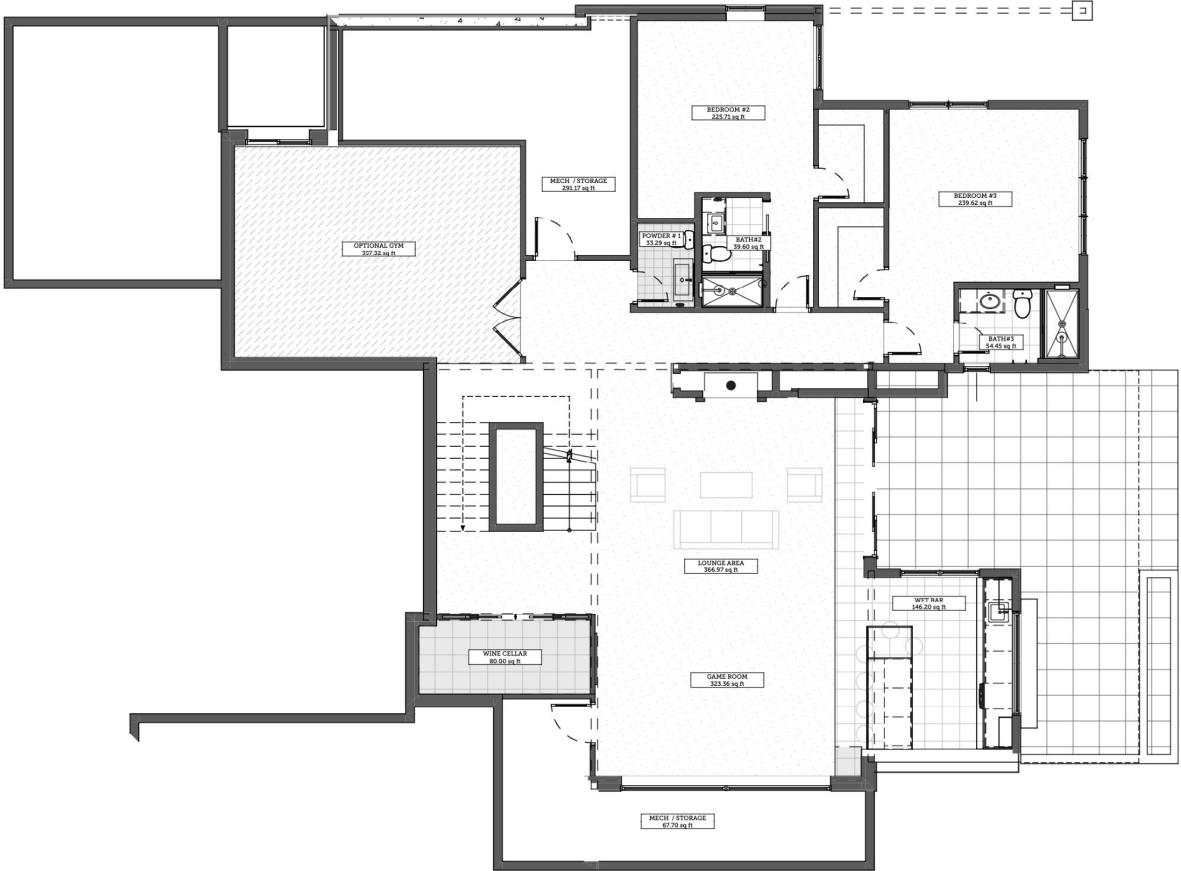 BEDROOM #2
225.71 sq ft
MECH / STORAGE
291.17 sq ft
BEDROOM #3
239.62 sq ft
POWDER # 1
33.29 sq ft
BATH#2
39.60 sq ft
OPTIONAL GYM
357.32 sq ft
BATH#3
54.45 sq ft
LOUNGE AREA
366.97 sq ft
WET BAR
146.20 sq ft
WINE CELLAR
80.00 sq ft
GAME ROOM
323.36 sq ft
MECH / STORAGE
67.70 sq ft